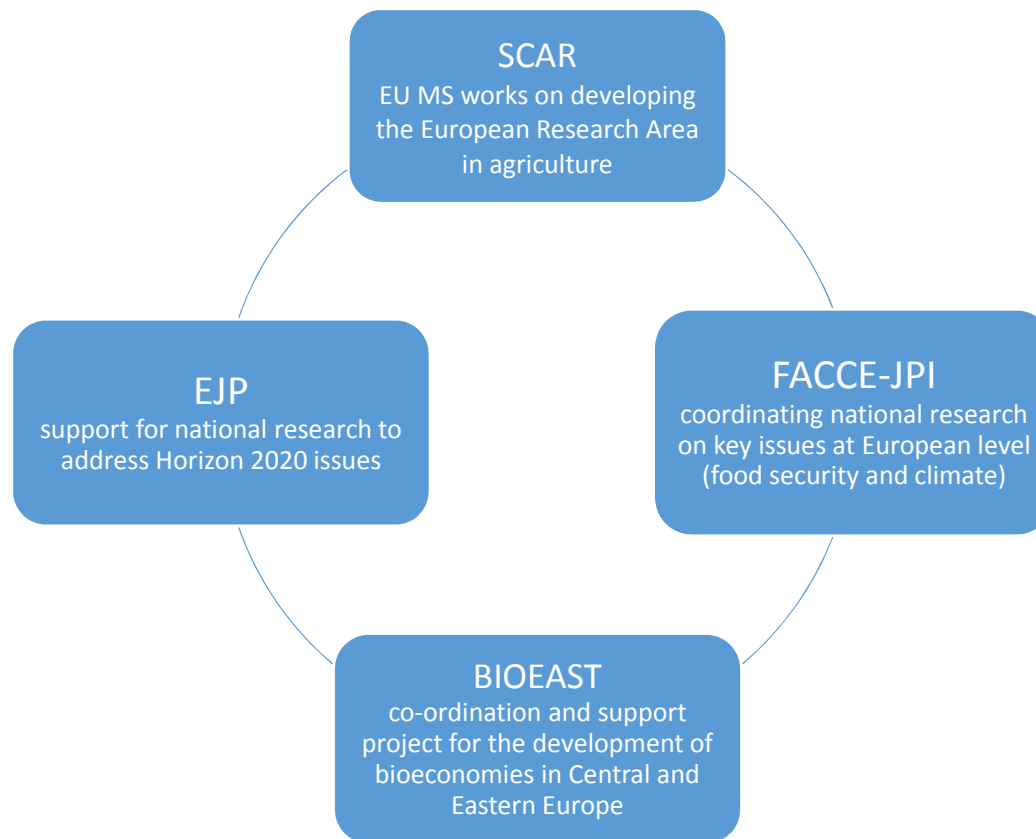 SCAR
EU MS works on developing
the European Research Area
in agriculture
EJP
support for national research to
address Horizon 2020 issues
FACCE-JPI
coordinating national research
on key issues at European level
(food security and climate)
BIOEAST
co-ordination and support
project for the development of
bioeconomies in Central and
Eastern Europe